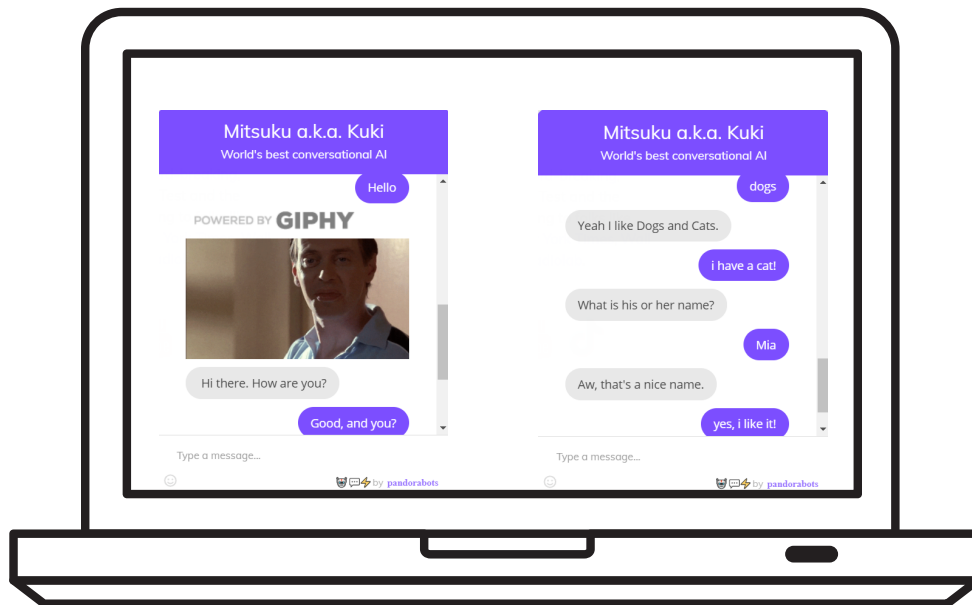 Mitsuku a.k.a. Kuki
World's best conversational AI
Hello
POWERED BY GIPHY
Hi there. How are you?
Good, and you?
Type a message...
by pandorabots
Mitsuku a.k.a. Kuki
World's best conversational AI
dogs
Yeah I like Dogs and Cats.
i have a cat!
What is his or her name?
Mia
Aw, that's a nice name.
yes, i like it!
Type a message...
by pandorabots